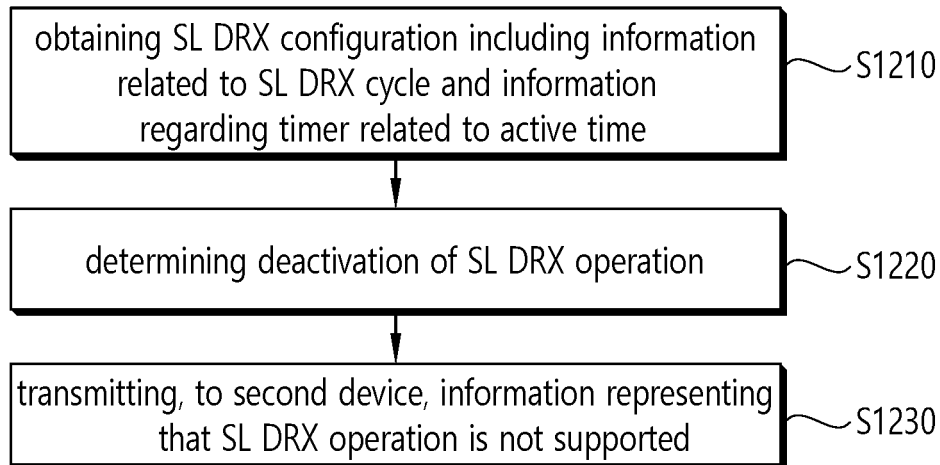 obtaining SL DRX configuration including information
related to SL DRX cycle and information
regarding timer related to active time
S1210
determining deactivation of SL DRX operation
S1220
transmitting, to second device, information representing
that SL DRX operation is not supported
S1230